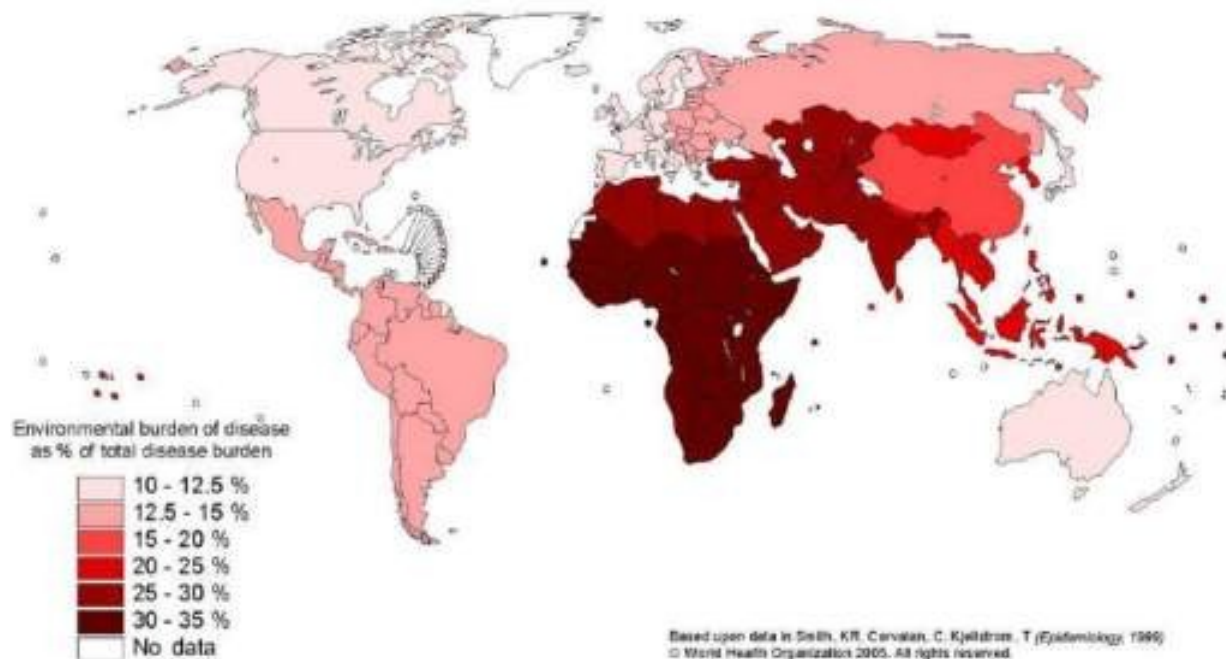 Environmental burden of disease
as % of total disease burden
10 - 12.5 %
12.5 - 15 %
15 - 20 %
20 - 25 %
25 - 30 %
30 - 35 %
No data
Based upon data in Smith, KR, Corvalan, C, Kjellstrom, T (Epidemiology, 1999)
© World Health Organization 2005. All rights reserved.